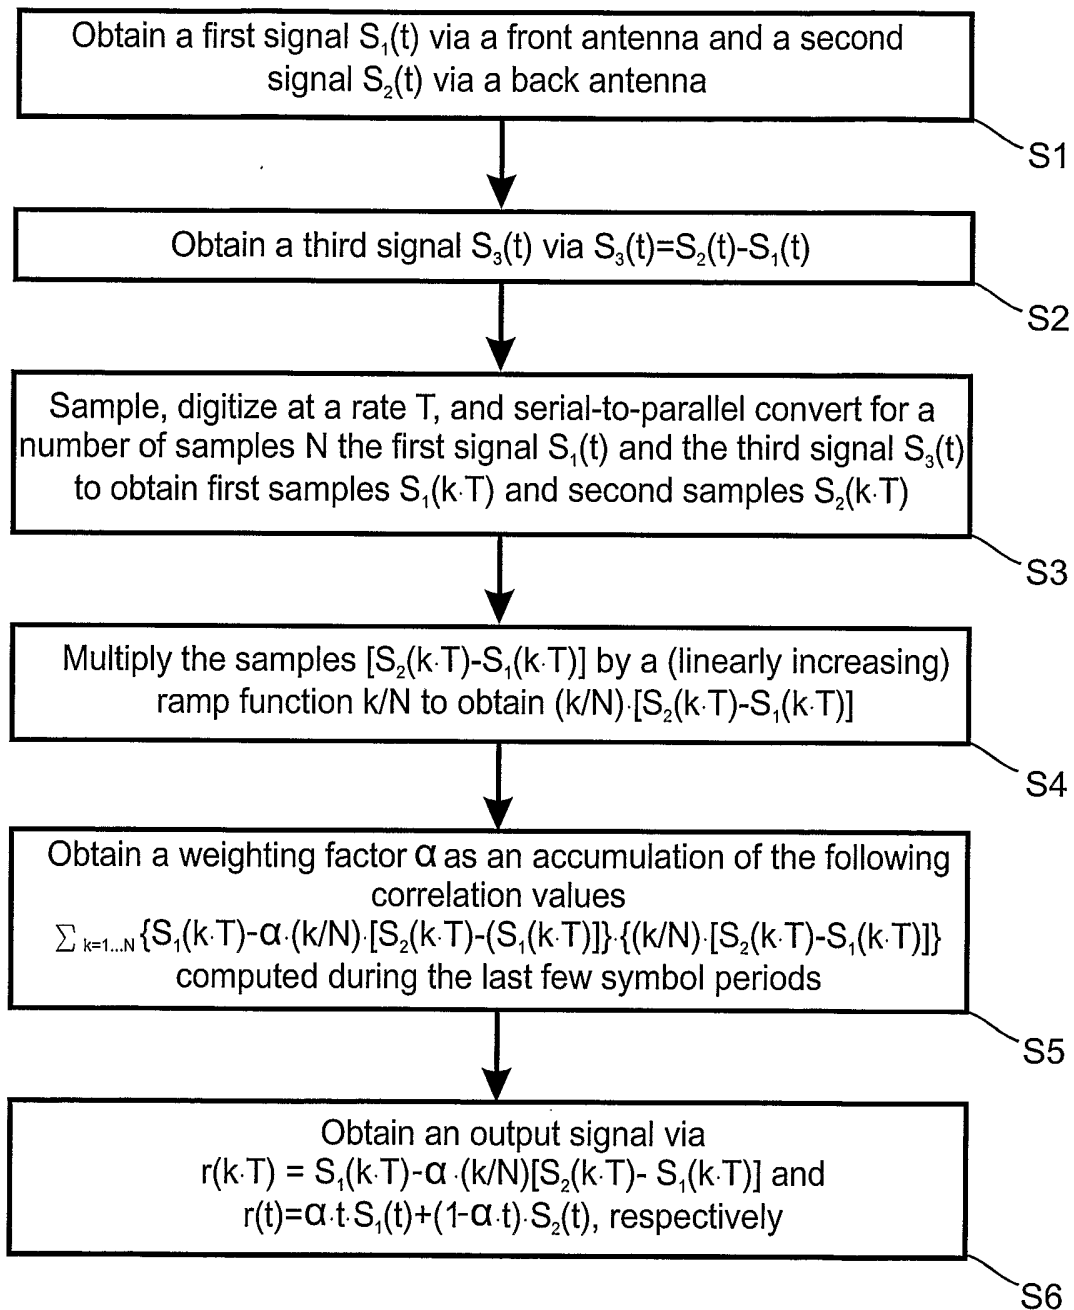 Obtain a first signal S₁(t) via a front antenna and a second
signal S₂(t) via a back antenna
S1
Obtain a third signal S₃(t) via S₃(t)=S₂(t)-S₁(t)
S2
Sample, digitize at a rate T, and serial-to-parallel convert for a
number of samples N the first signal S₁(t) and the third signal S₃(t)
to obtain first samples S₁(k·T) and second samples S₂(k·T)
S3
Multiply the samples [S₂(k·T)-S₁(k·T)] by a (linearly increasing)
ramp function k/N to obtain (k/N)·[S₂(k·T)-S₁(k·T)]
S4
Obtain a weighting factor α as an accumulation of the following
correlation values
∑ k=1...N {S₁(k·T)-α·(k/N)·[S₂(k·T)-(S₁(k·T)]}·{(k/N)·[S₂(k·T)-S₁(k·T)]}
computed during the last few symbol periods
S5
Obtain an output signal via
r(k·T) = S₁(k·T)-α·(k/N)[S₂(k·T)- S₁(k·T)] and
r(t)=α·t·S₁(t)+(1-α·t)·S₂(t), respectively
S6